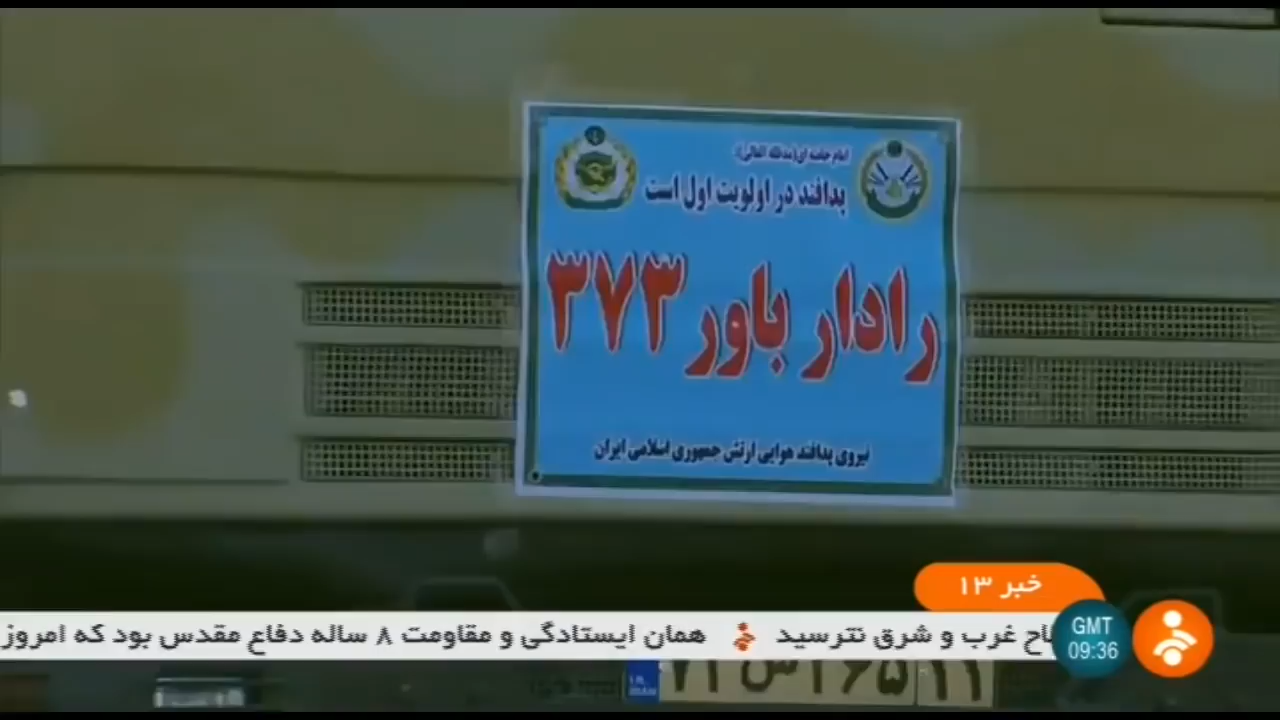 امام خامنه ای(مدظله العالی):
پدافند در اولویت اول است
رادار باور ۳۷۳
نیروی پدافند هوایی ارتش جمهوری اسلامی ایران
خبر ۱۳
اح غرب و شرق نترسید همان ایستادگی و مقاومت ۸ ساله دفاع مقدس بود که امروز
GMT
09:36